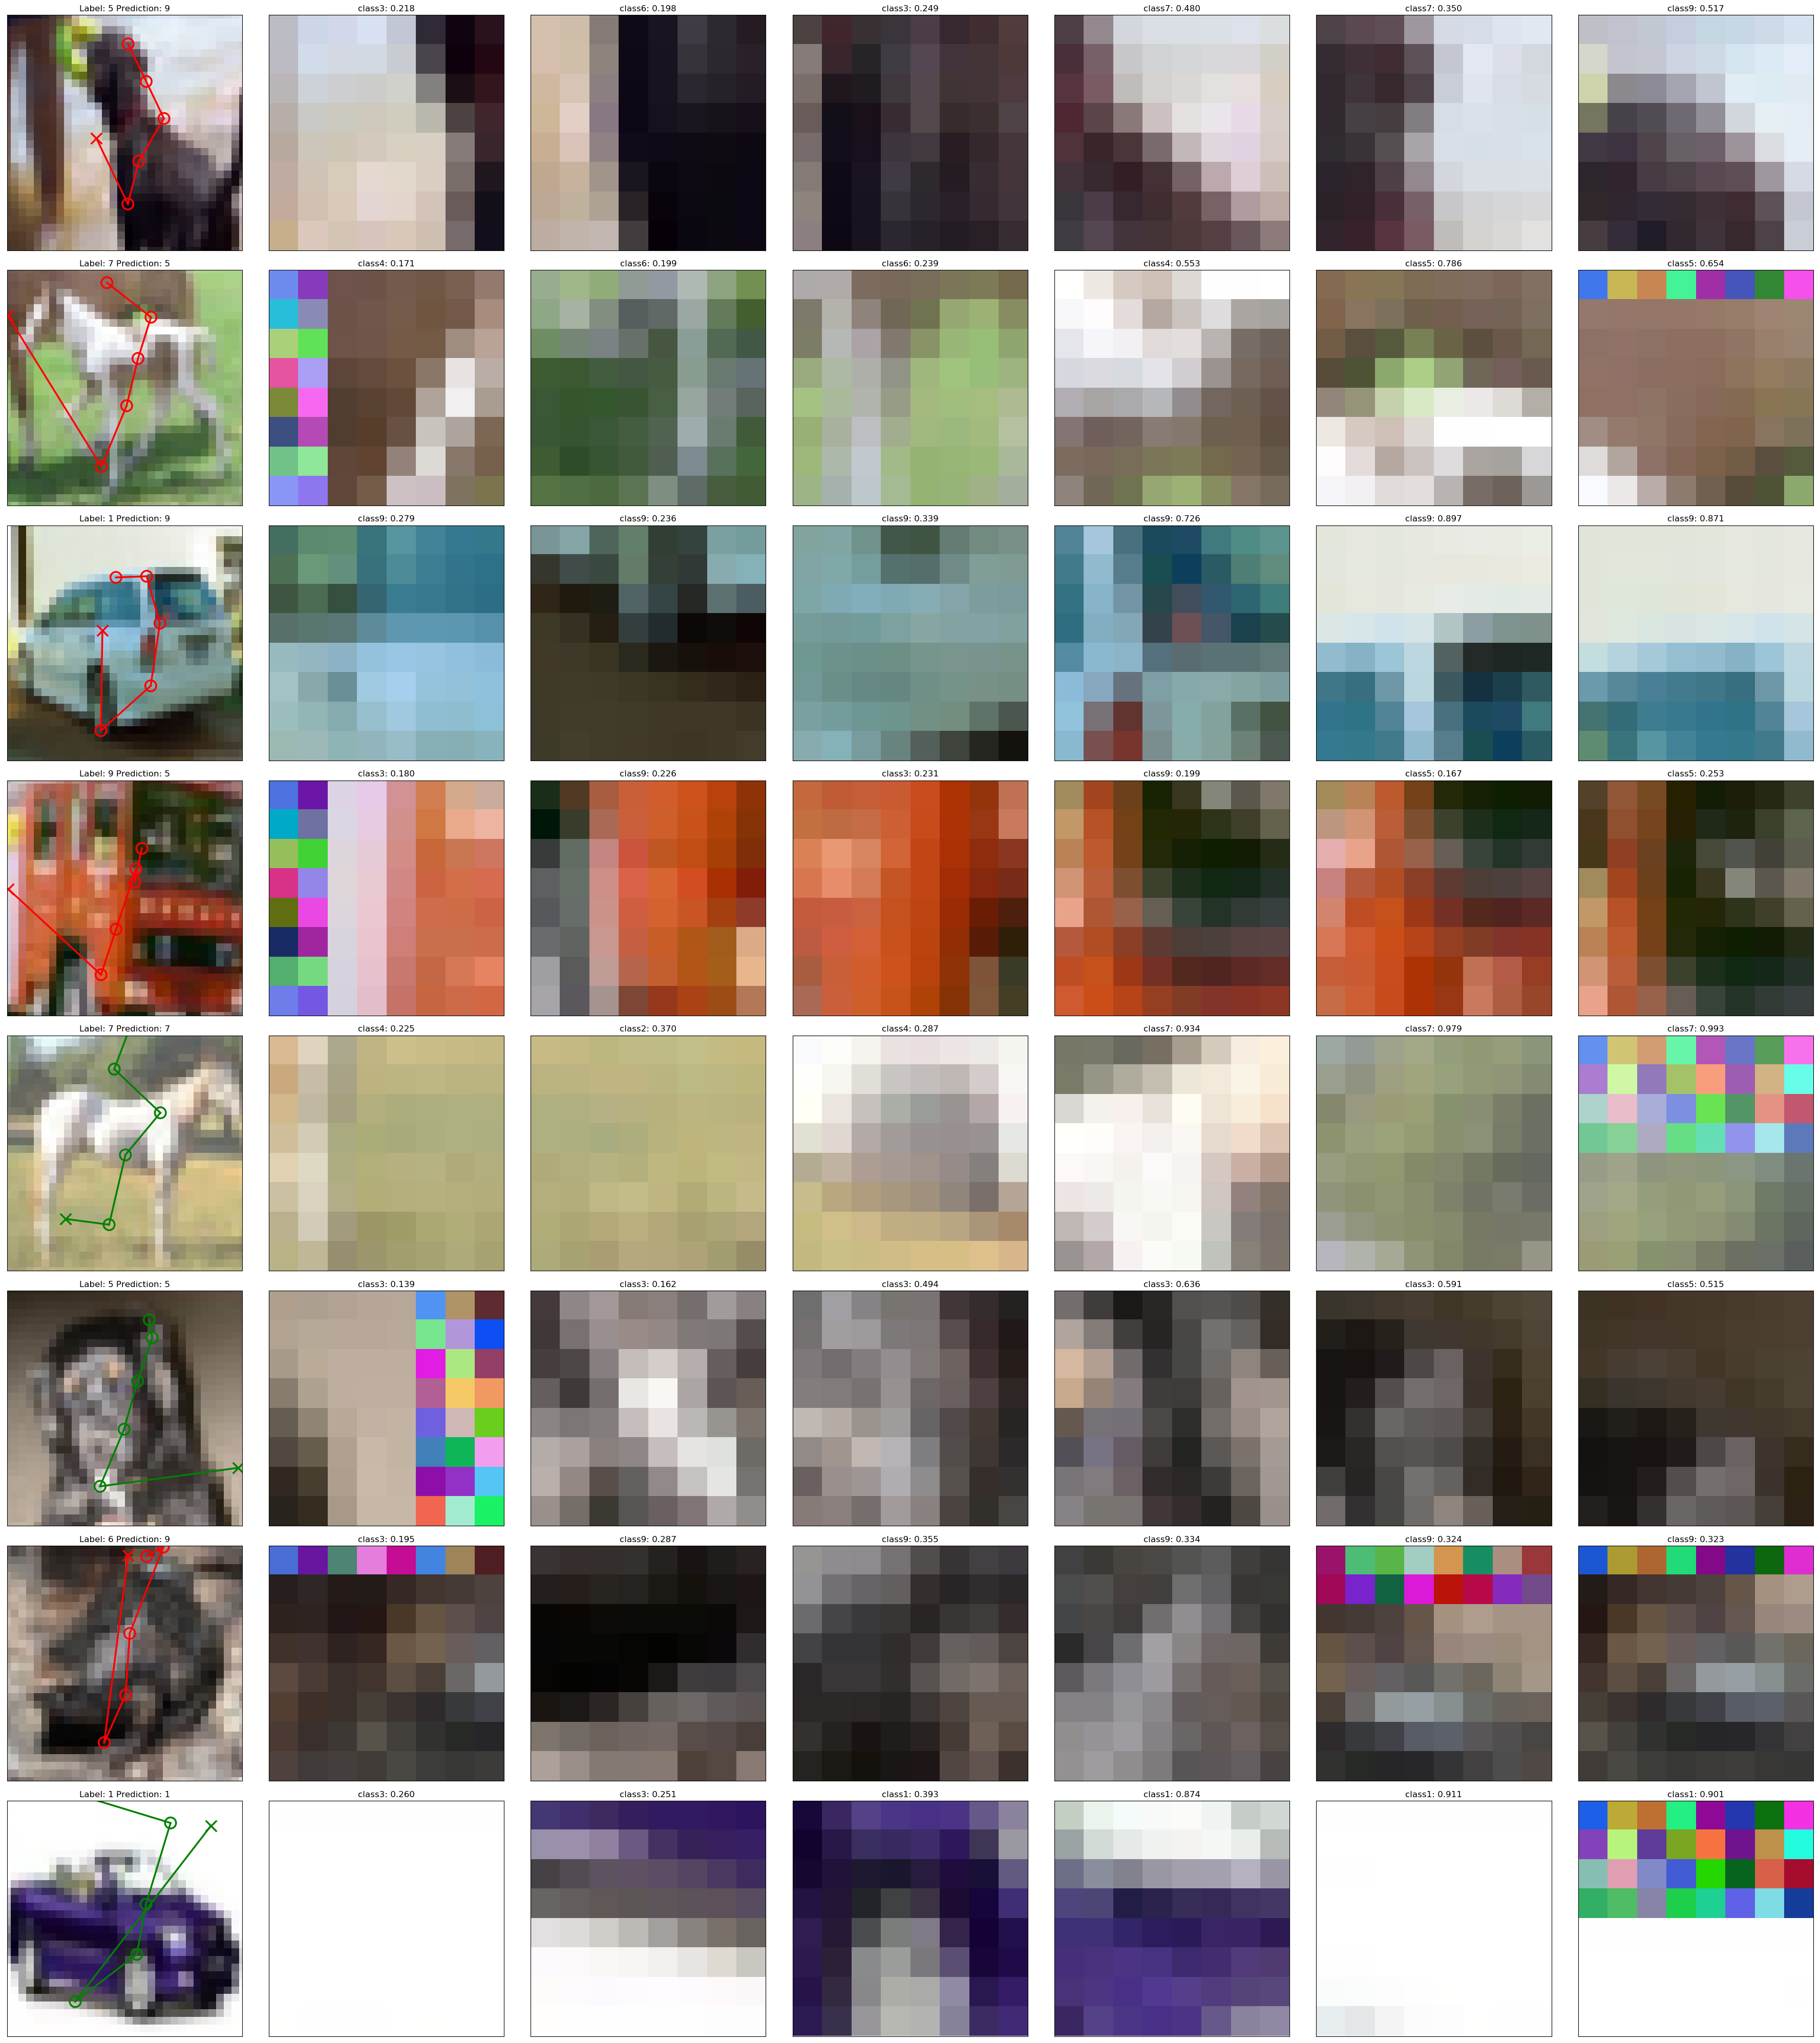 Label: 5 Prediction: 9 class3: 0.218 class6: 0.198 class3: 0.249 class7: 0.480 class7: 0.350 class9: 0.517
Label: 7 Prediction: 5 class4: 0.171 class6: 0.199 class6: 0.239 class4: 0.553 class5: 0.786 class5: 0.654
Label: 1 Prediction: 9 class9: 0.279 class9: 0.236 class9: 0.339 class9: 0.726 class9: 0.897 class9: 0.871
Label: 9 Prediction: 5 class3: 0.180 class9: 0.226 class3: 0.231 class9: 0.199 class5: 0.167 class5: 0.253
Label: 7 Prediction: 7 class4: 0.225 class2: 0.370 class4: 0.287 class7: 0.934 class7: 0.979 class7: 0.993
Label: 5 Prediction: 5 class3: 0.139 class3: 0.162 class3: 0.494 class3: 0.636 class3: 0.591 class5: 0.515
Label: 6 Prediction: 9 class3: 0.195 class9: 0.287 class9: 0.355 class9: 0.334 class9: 0.324 class9: 0.323
Label: 1 Prediction: 1 class3: 0.260 class3: 0.251 class1: 0.393 class1: 0.874 class1: 0.911 class1: 0.901